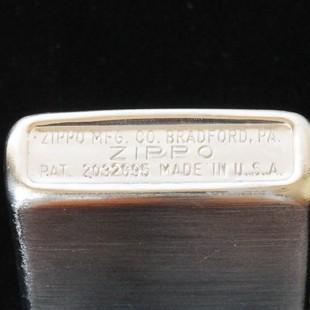 ZIPPO MFG. CO. BRADFORD, PA.
ZIPPO
PAT. 2032695 MADE IN U.S.A.